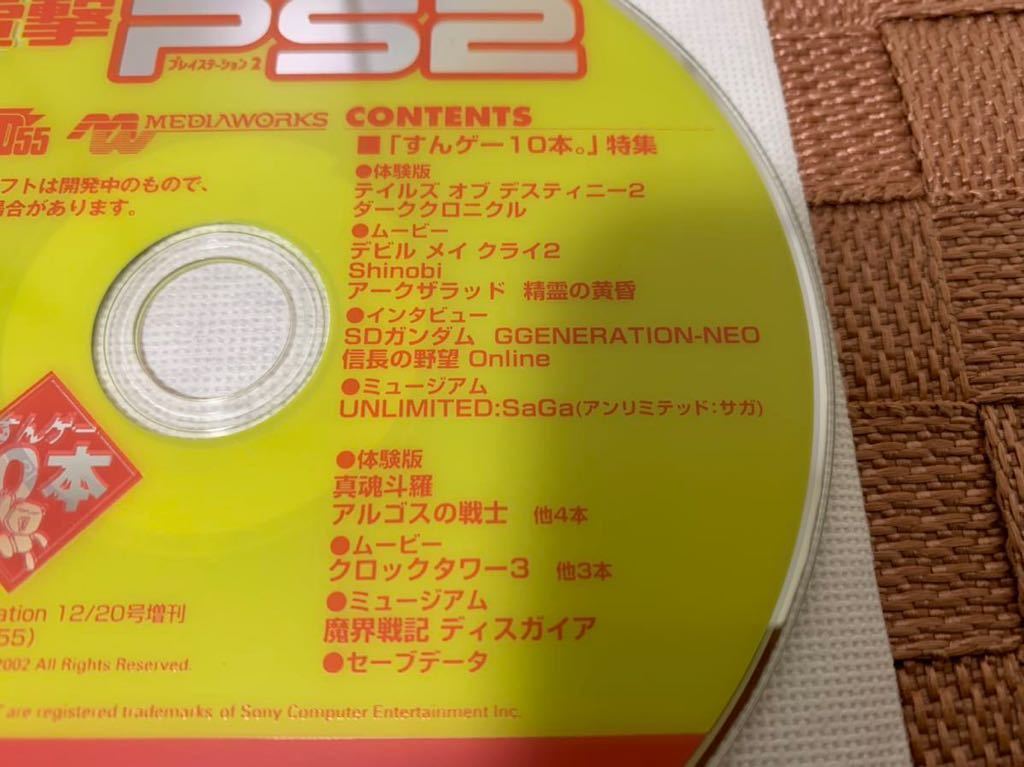 撃PS2
プレイステーション2
D55 MEDIAWORKS
フトは開発中のもので、
場合があります。
CONTENTS
■「すんゲー10本。」特集
●体験版
テイルズ オブ デスティニー2
ダーククロニクル
●ムービー
デビル メイ クライ2
Shinobi
アークザラッド 精霊の黄昏
●インタビュー
SDガンダム GGENERATION-NEO
信長の野望 Online
●ミュージアム
UNLIMITED:SaGa(アンリミテッド:サガ)
●体験版
真魂斗羅
アルゴスの戦士 他4本
●ムービー
クロックタワー3 他3本
●ミュージアム
魔界戦記 ディスガイア
●セーブデータ
すんゲー
0本
ation 12/20号増刊
55)
2002 All Rights Reserved.
are registered trademarks of Sony Computer Entertainment Inc.